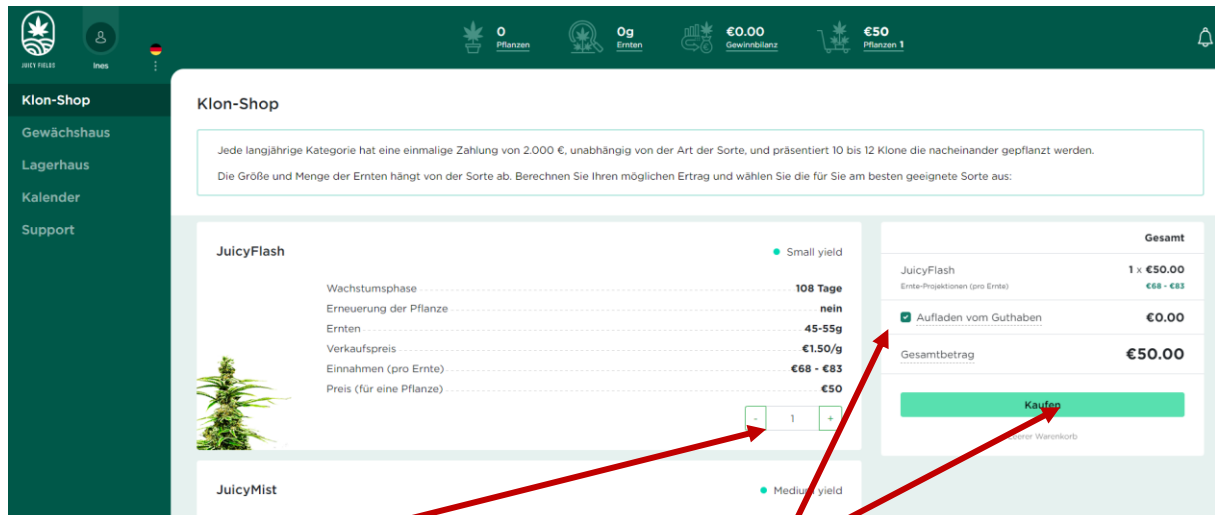 0
Pflanzen
0g
Ernten
€0.00
Gewinnbilanz
€50
Pflanzen 1
JUICY FIELDS
Ines
Klon-Shop
Gewächshaus
Lagerhaus
Kalender
Support
Klon-Shop
Jede langjährige Kategorie hat eine einmalige Zahlung von 2.000 €, unabhängig von der Art der Sorte, und präsentiert 10 bis 12 Klone die nacheinander gepflanzt werden.
Die Größe und Menge der Ernten hängt von der Sorte ab. Berechnen Sie Ihren möglichen Ertrag und wählen Sie die für Sie am besten geeignete Sorte aus:
JuicyFlash
Small yield
Wachstumsphase 108 Tage
Erneuerung der Pflanze nein
Ernten 45-55g
Verkaufspreis €1.50/g
Einnahmen (pro Ernte) €68 - €83
Preis (für eine Pflanze) €50
- 1 +
JuicyMist
Medium yield
Gesamt
JuicyFlash 1 x €50.00
Ernte-Projektionen (pro Ernte) €68 - €83
Aufladen vom Guthaben €0.00
Gesamtbetrag €50.00
Kaufen
Warenkorb